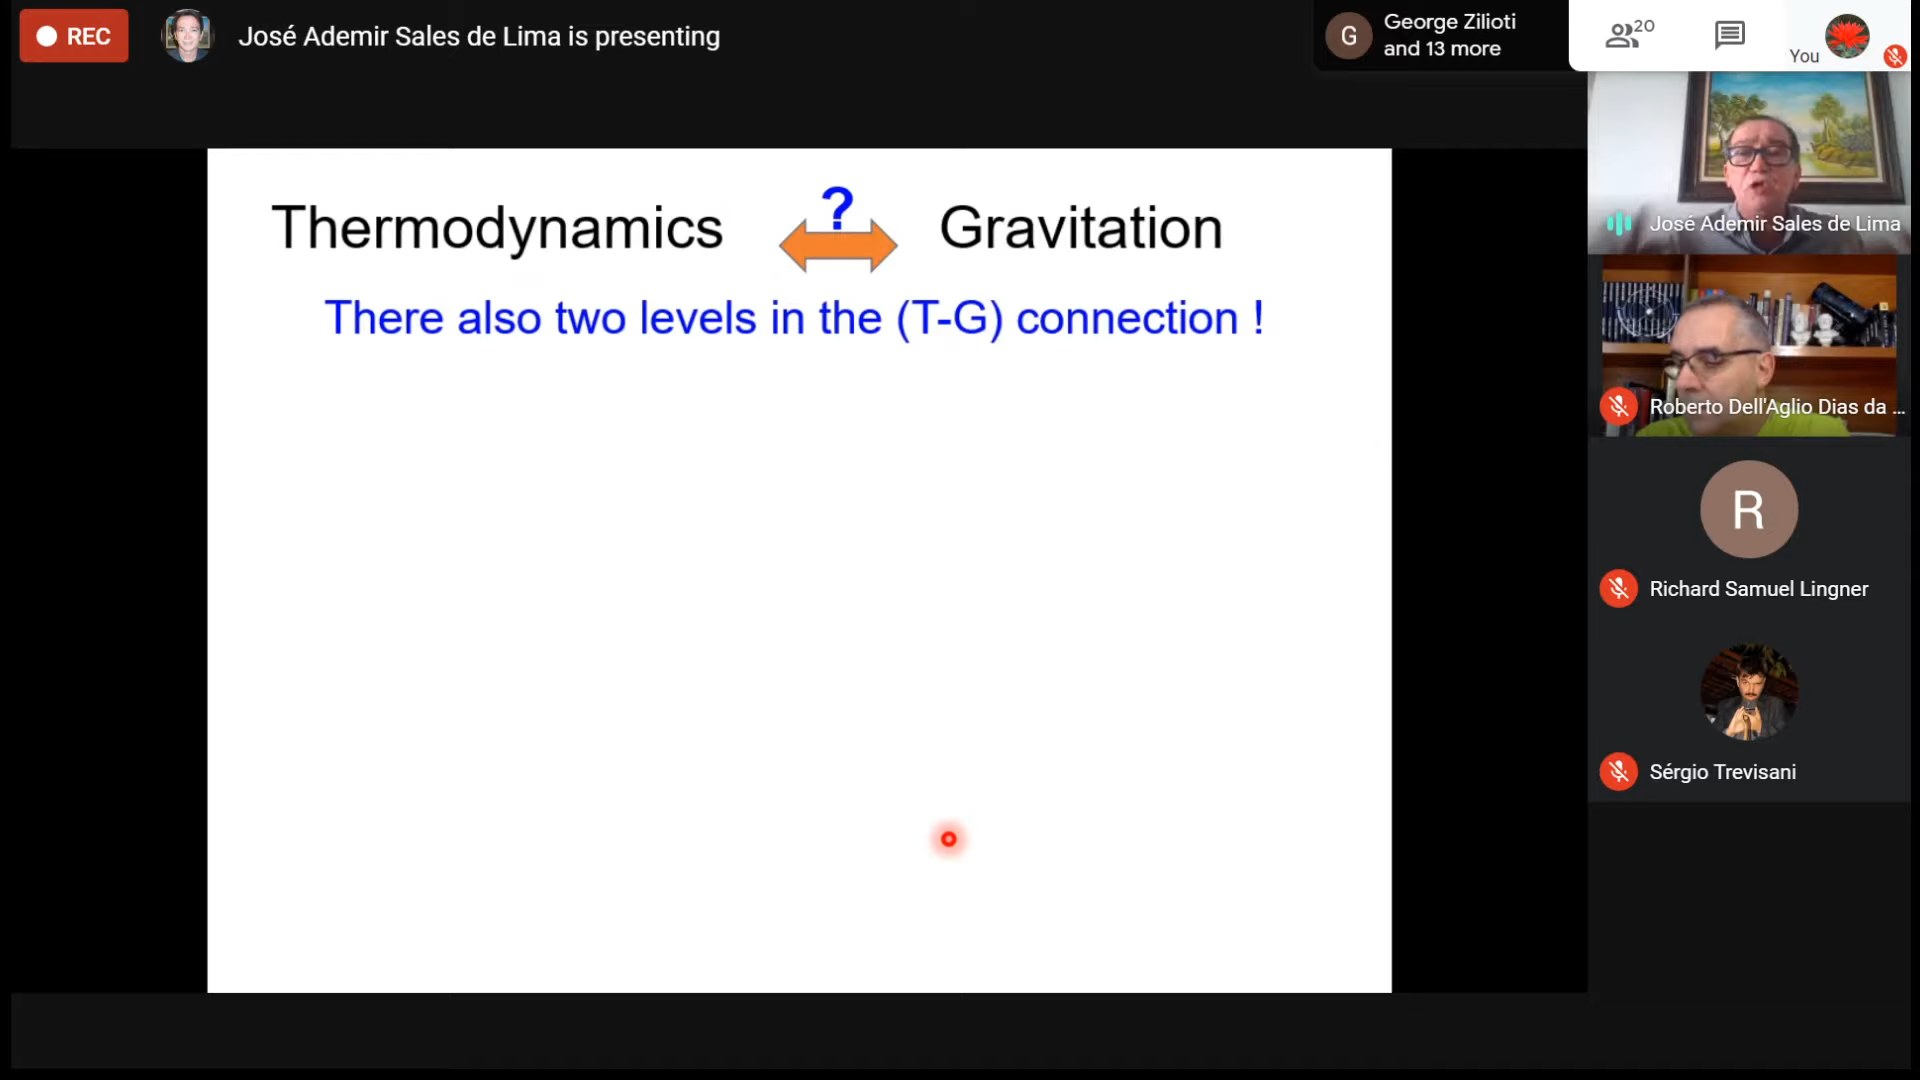 REC
José Ademir Sales de Lima is presenting
G
George Zilioti
and 13 more
20
You
Thermodynamics ? Gravitation
There also two levels in the (T-G) connection !
José Ademir Sales de Lima
Roberto Dell'Aglio Dias da ...
R
Richard Samuel Lingner
Sérgio Trevisani